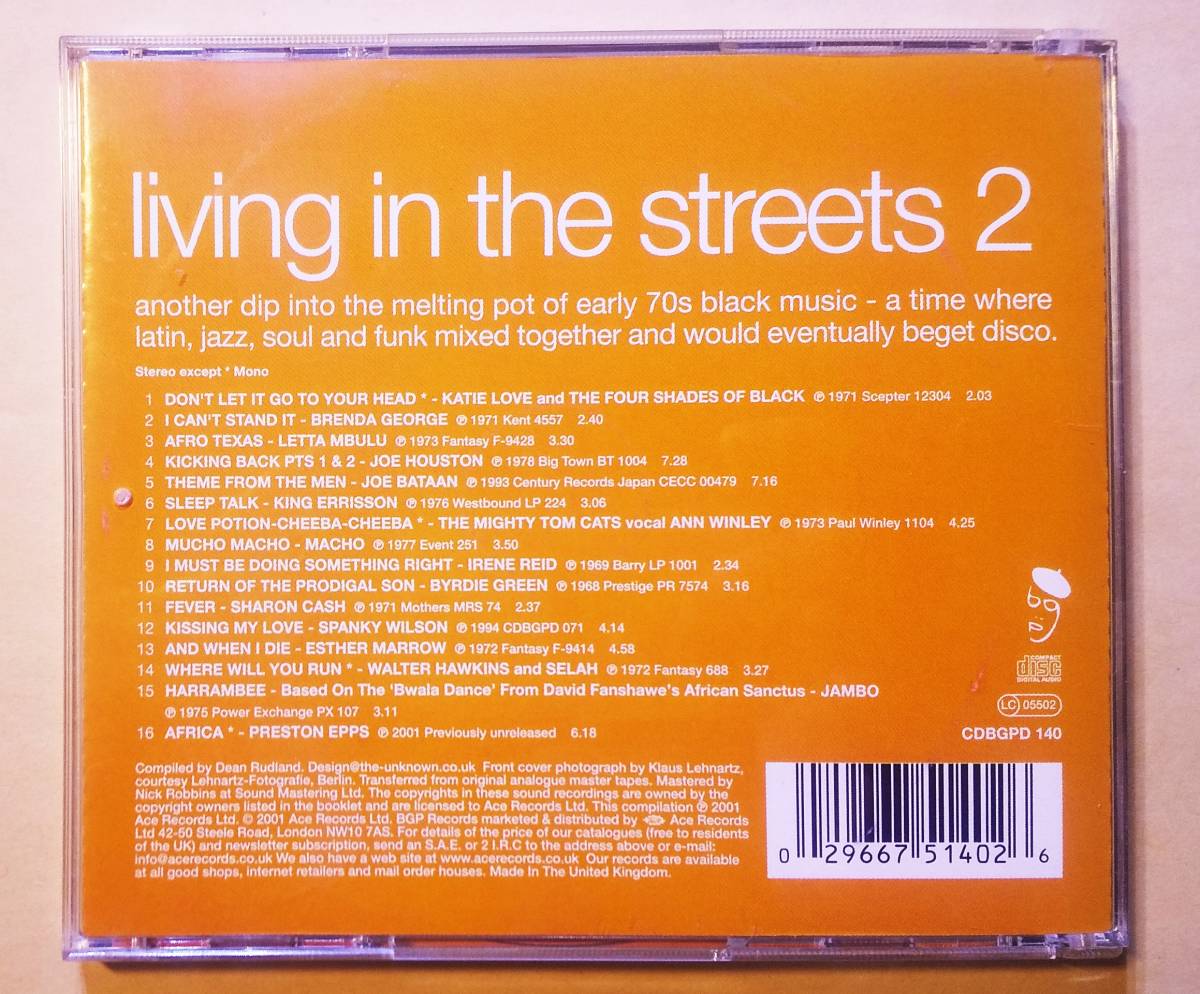 living in the streets 2
another dip into the melting pot of early 70s black music - a time where
latin, jazz, soul and funk mixed together and would eventually beget disco.
Stereo except * Mono
1 DON'T LET IT GO TO YOUR HEAD * - KATIE LOVE and THE FOUR SHADES OF BLACK ℗ 1971 Scepter 12304 2.03
2 I CAN'T STAND IT - BRENDA GEORGE ℗ 1971 Kent 4557 2.40
3 AFRO TEXAS - LETTA MBULU ℗ 1973 Fantasy F-9428 3.30
4 KICKING BACK PTS 1 & 2 - JOE HOUSTON ℗ 1978 Big Town BT 1004 7.28
5 THEME FROM THE MEN - JOE BATAAN ℗ 1993 Century Records Japan CECC 00479 7.16
6 SLEEP TALK - KING ERRISSON ℗ 1976 Westbound LP 224 3.06
7 LOVE POTION-CHEEBA-CHEEBA * - THE MIGHTY TOM CATS vocal ANN WINLEY ℗ 1973 Paul Winley 1104 4.25
8 MUCHO MACHO - MACHO ℗ 1977 Event 251 3.50
9 I MUST BE DOING SOMETHING RIGHT - IRENE REID ℗ 1969 Barry LP 1001 2.34
10 RETURN OF THE PRODIGAL SON - BYRDIE GREEN ℗ 1968 Prestige PR 7574 3.16
11 FEVER - SHARON CASH ℗ 1971 Mothers MRS 74 2.37
12 KISSING MY LOVE - SPANKY WILSON ℗ 1994 CDBGPD 071 4.14
13 AND WHEN I DIE - ESTHER MARROW ℗ 1972 Fantasy F-9414 4.58
14 WHERE WILL YOU RUN * - WALTER HAWKINS and SELAH ℗ 1972 Fantasy 688 3.27
15 HARRAMBEE - Based On The 'Bwala Dance' From David Fanshawe's African Sanctus - JAMBO
℗ 1975 Power Exchange PX 107 3.11
16 AFRICA * - PRESTON EPPS ℗ 2001 Previously unreleased 6.18
COMPACT
disc
DIGITAL AUDIO
LC 05502
CDBGPD 140
Compiled by Dean Rudland. Design@the-unknown.co.uk Front cover photograph by Klaus Lehnartz,
courtesy Lehnartz-Fotografie, Berlin. Transferred from original analogue master tapes. Mastered by
Nick Robbins at Sound Mastering Ltd. The copyrights in these sound recordings are owned by the
copyright owners listed in the booklet and are licensed to Ace Records Ltd. This compilation ℗ 2001
Ace Records Ltd. © 2001 Ace Records Ltd. BGP Records marketed & distributed by Ace Records
Ltd 42-50 Steele Road, London NW10 7AS. For details of the price of our catalogues (free to residents
of the UK) and newsletter subscription, send an S.A.E. or 2 I.R.C to the address above or e-mail:
info@acerecords.co.uk We also have a web site at www.acerecords.co.uk Our records are available
at all good shops, internet retailers and mail order houses. Made In The United Kingdom.
0 29667 51402 6